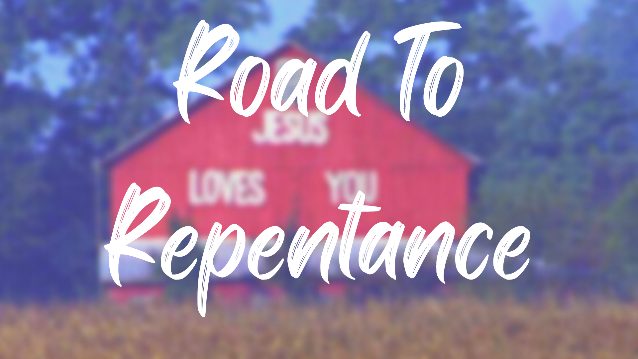 Road To
JESUS
LOVES YOU
Repentance